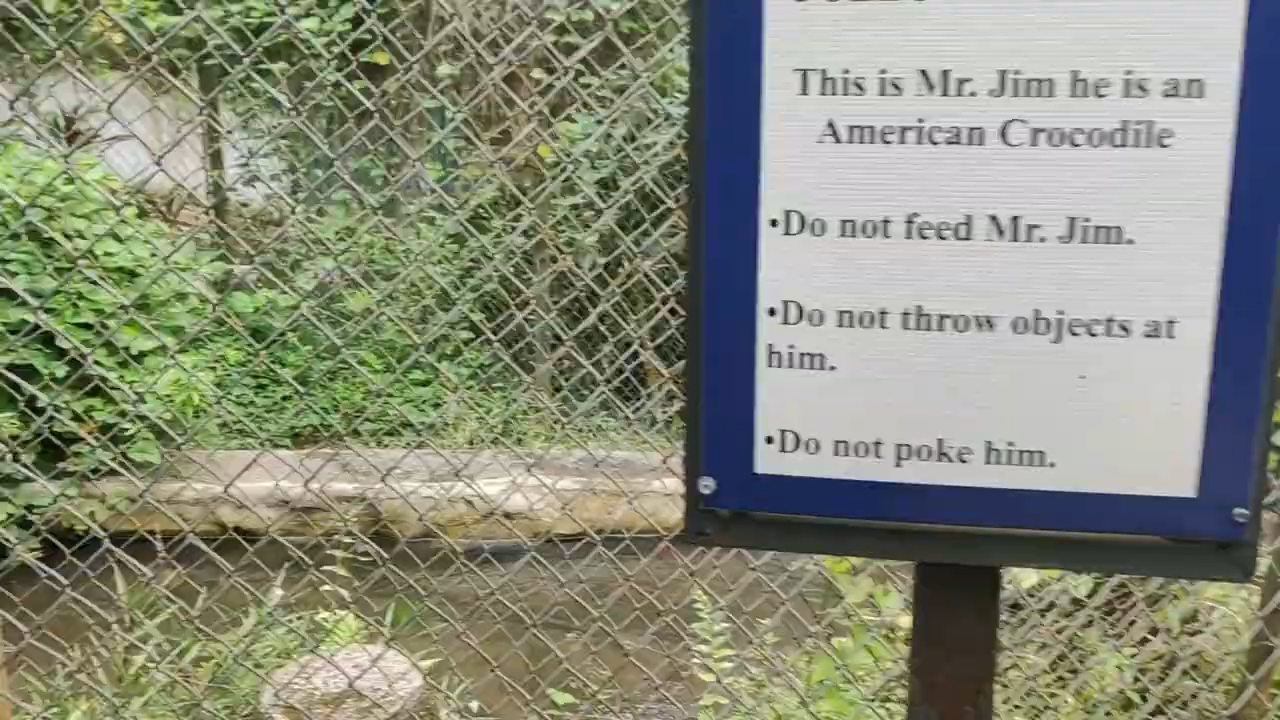 This is Mr. Jim he is an
American Crocodile
•Do not feed Mr. Jim.
•Do not throw objects at
him.
•Do not poke him.